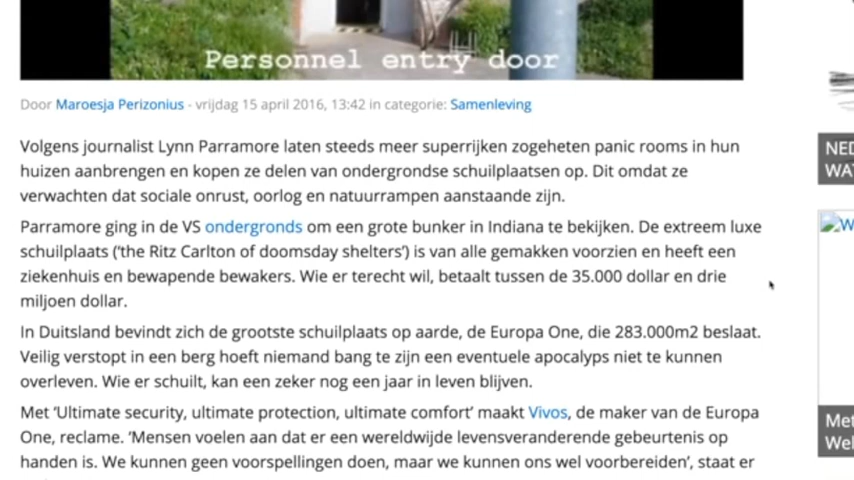 Personnel entry door
Door Maroesja Perizonius - vrijdag 15 april 2016, 13:42 in categorie: Samenleving
Volgens journalist Lynn Parramore laten steeds meer superrijken zogeheten panic rooms in hun
huizen aanbrengen en kopen ze delen van ondergrondse schuilplaatsen op. Dit omdat ze
verwachten dat sociale onrust, oorlog en natuurrampen aanstaande zijn.
Parramore ging in de VS ondergronds om een grote bunker in Indiana te bekijken. De extreem luxe
schuilplaats ('the Ritz Carlton of doomsday shelters') is van alle gemakken voorzien en heeft een
ziekenhuis en bewapende bewakers. Wie er terecht wil, betaalt tussen de 35.000 dollar en drie
miljoen dollar.
In Duitsland bevindt zich de grootste schuilplaats op aarde, de Europa One, die 283.000m2 beslaat.
Veilig verstopt in een berg hoeft niemand bang te zijn een eventuele apocalyps niet te kunnen
overleven. Wie er schuilt, kan een zeker nog een jaar in leven blijven.
Met 'Ultimate security, ultimate protection, ultimate comfort' maakt Vivos, de maker van de Europa
One, reclame. 'Mensen voelen aan dat er een wereldwijde levensveranderende gebeurtenis op
handen is. We kunnen geen voorspellingen doen, maar we kunnen ons wel voorbereiden', staat er
NED
WA
W
Met
Wel